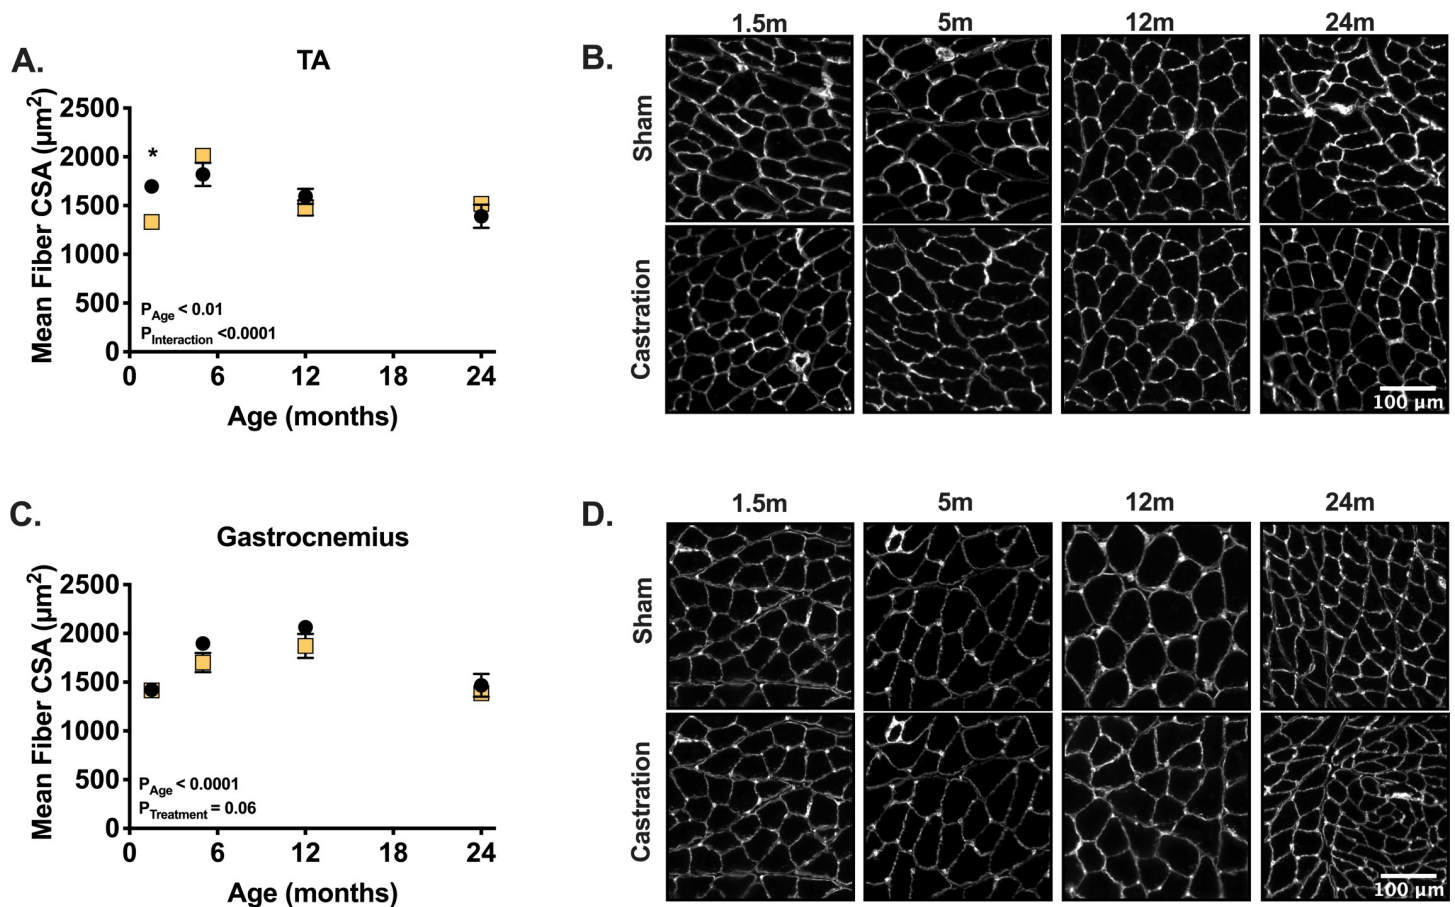 A.
TA
Mean Fiber CSA (µm²)
2500
2000
1500
1000
500
0
*
P_Age < 0.01
P_Interaction <0.0001
0 6 12 18 24
Age (months)
B.
1.5m 5m 12m 24m
Sham
Castration
100 µm
C.
Gastrocnemius
Mean Fiber CSA (µm²)
2500
2000
1500
1000
500
0
P_Age < 0.0001
P_Treatment = 0.06
0 6 12 18 24
Age (months)
D.
1.5m 5m 12m 24m
Sham
Castration
100 µm